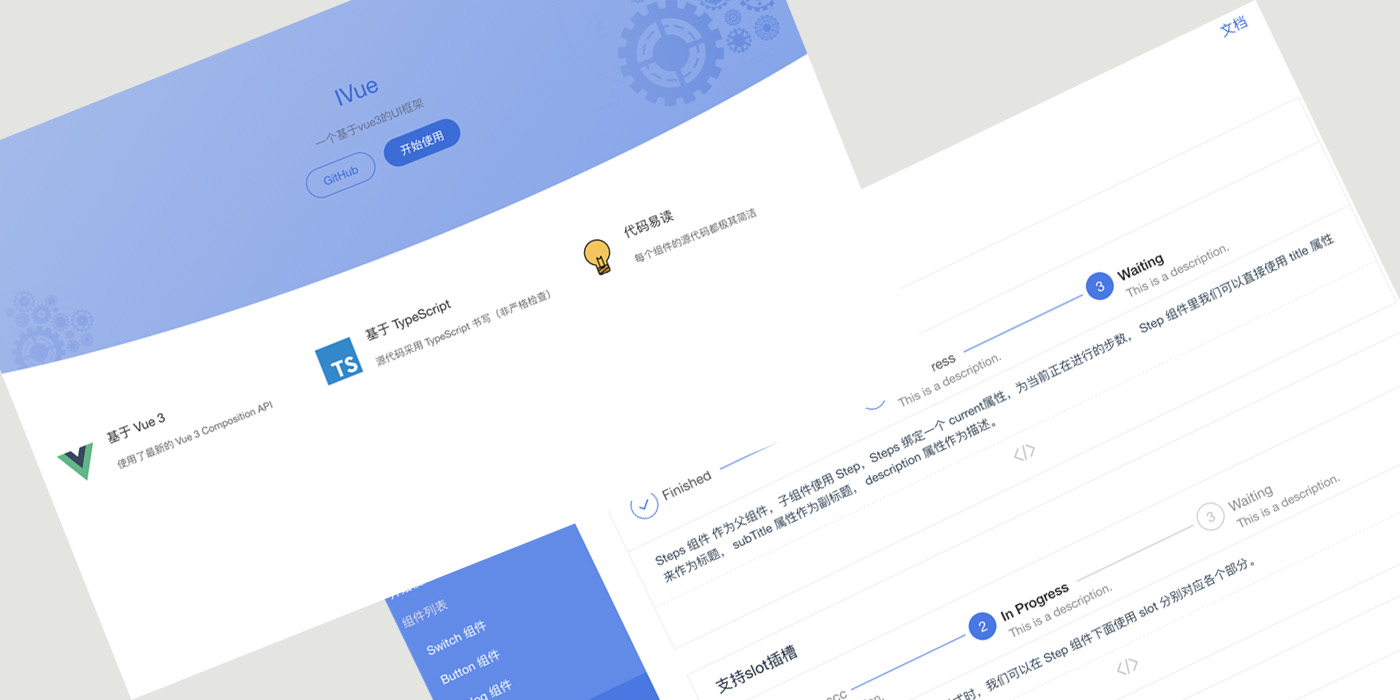 IVue
一个基于vue3的UI框架
GitHub
开始使用
基于 Vue 3
使用了最新的 Vue 3 Composition API
TS
基于 TypeScript
源代码采用 TypeScript 书写（非严格检查）
代码易读
每个组件的源代码都极其简洁
文档
Finished
This is a description.
3
Waiting
This is a description.
Steps 组件 作为父组件，子组件使用 Step，Steps 绑定一个 current属性，为当前正在进行的步数， Step 组件里我们可以直接使用 title 属性
来作为标题， subTitle 属性作为副标题， description 属性作为描述。
</>
组件列表
Switch 组件
Button 组件
组件
支持slot插槽
2
In Progress
This is a description.
3
Waiting
This is a description.
我们可以在 Step 组件下面使用 slot 分别对应各个部分。
</>